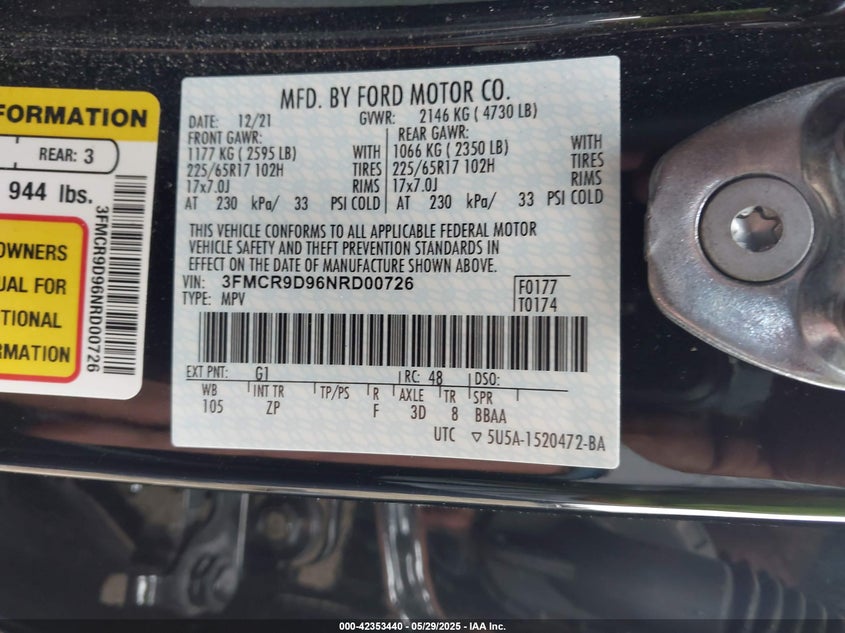 FORMATION
REAR: 3
944 lbs.
OWNERS
UAL FOR
TIONAL
RMATION
3FMCR9D96NRD00726
MFD. BY FORD MOTOR CO.
DATE: 12/21 GVWR: 2146 KG ( 4730 LB)
FRONT GAWR: REAR GAWR:
1177 KG ( 2595 LB) WITH 1066 KG ( 2350 LB) WITH
225/65R17 102H TIRES 225/65R17 102H TIRES
17x7.0J RIMS 17x7.0J RIMS
AT 230 kPa/ 33 PSI COLD AT 230 kPa/ 33 PSI COLD
THIS VEHICLE CONFORMS TO ALL APPLICABLE FEDERAL MOTOR
VEHICLE SAFETY AND THEFT PREVENTION STANDARDS IN
EFFECT ON THE DATE OF MANUFACTURE SHOWN ABOVE.
VIN: 3FMCR9D96NRD00726
TYPE: MPV
F0177
T0174
EXT PNT: G1 RC: 48 DSO:
WB INT TR TP/PS R AXLE TR SPR
105 ZP F 3D 8 BBAA
UTC ▽ 5U5A-1520472-BA
000-42353440 - 05/29/2025 - IAA Inc.